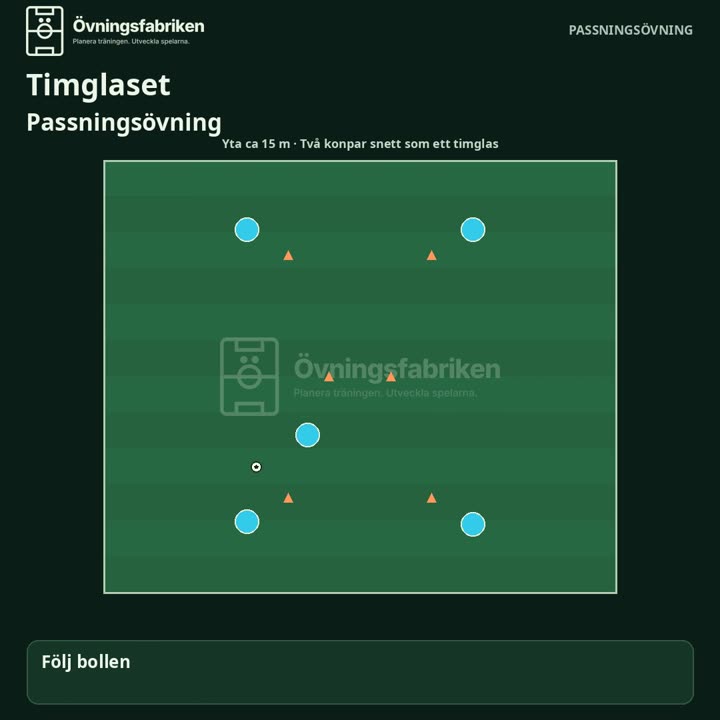 Övningsfabriken
Planera träningen. Utveckla spelarna.
PASSNINGSÖVNING
Timglaset
Passningsövning
Yta ca 15 m · Två konpar snett som ett timglas
Övningsfabriken
Planera träningen. Utveckla spelarna.
Följ bollen